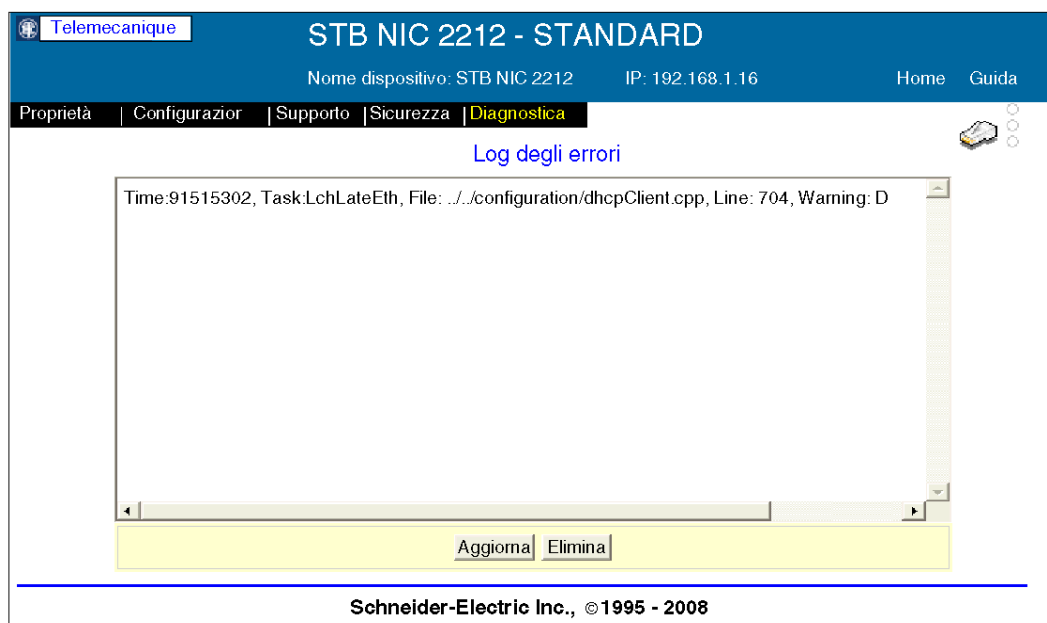 Telemecanique
STB NIC 2212 - STANDARD
Nome dispositivo: STB NIC 2212 IP: 192.168.1.16 Home Guida
Proprietà | Configurazior | Supporto | Sicurezza | Diagnostica
Log degli errori
Time:91515302, Task:LchLateEth, File: ../../configuration/dhcpClient.cpp, Line: 704, Warning: D
Aggiorna Elimina
Schneider-Electric Inc., ©1995 - 2008